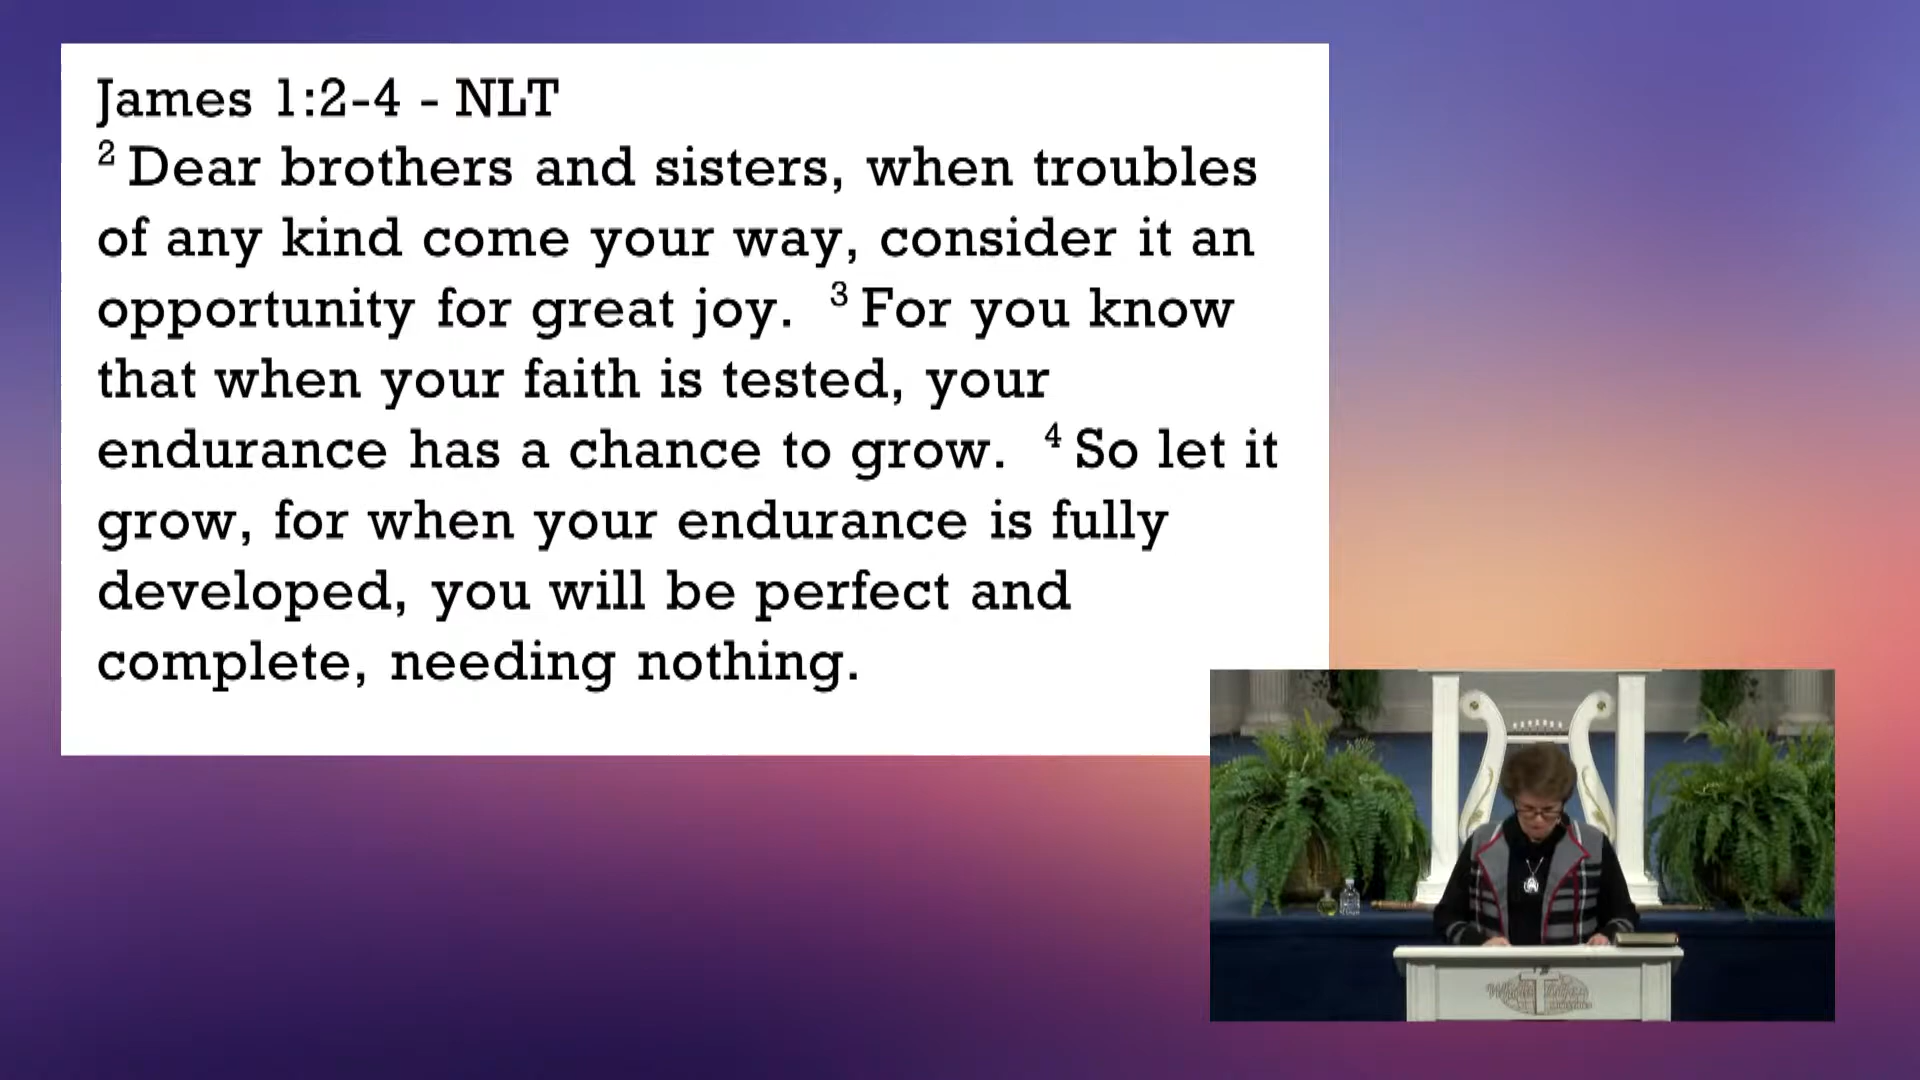 James 1:2-4 - NLT
2 Dear brothers and sisters, when troubles
of any kind come your way, consider it an
opportunity for great joy. 3 For you know
that when your faith is tested, your
endurance has a chance to grow. 4 So let it
grow, for when your endurance is fully
developed, you will be perfect and
complete, needing nothing.